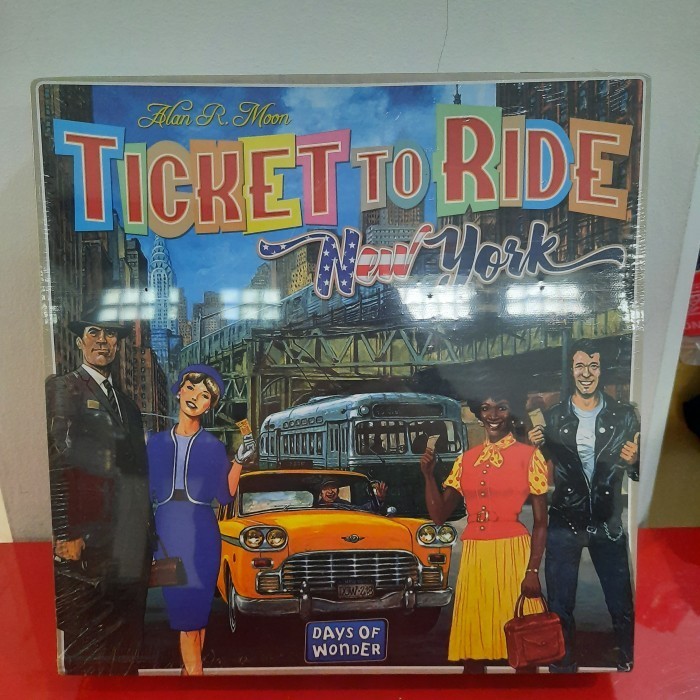 Alan R. Moon
TICKET TO RIDE
New York
DAYS OF
WONDER